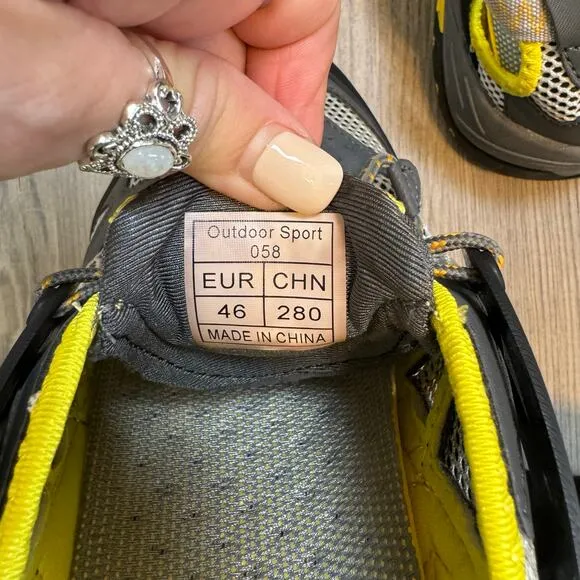 Outdoor Sport
058
EUR CHN
46 280
MADE IN CHINA